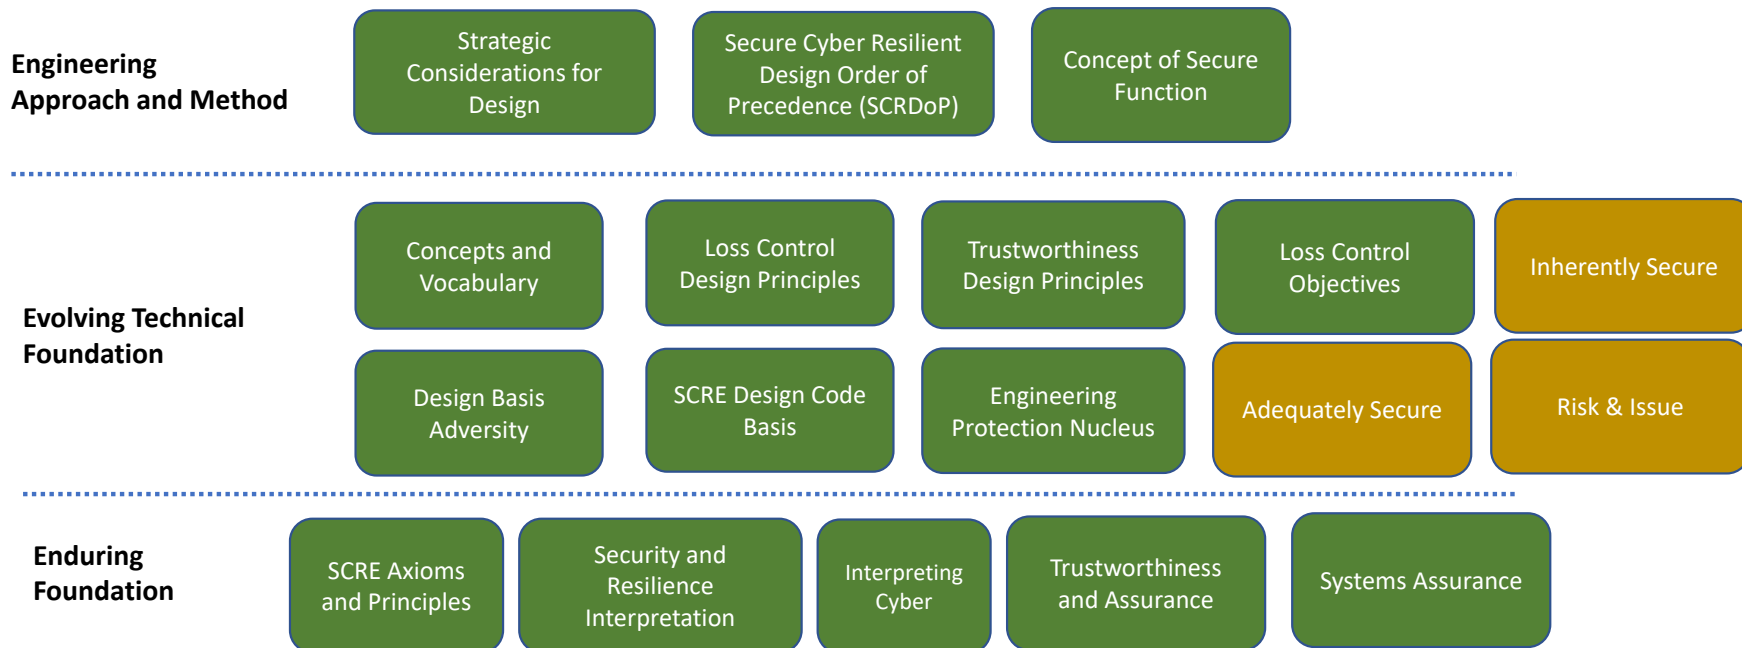 Engineering
Approach and Method
Strategic
Considerations for
Design
Secure Cyber Resilient
Design Order of
Precedence (SCRDoP)
Concept of Secure
Function
Evolving Technical
Foundation
Concepts and
Vocabulary
Loss Control
Design Principles
Trustworthiness
Design Principles
Loss Control
Objectives
Inherently Secure
Design Basis
Adversity
SCRE Design Code
Basis
Engineering
Protection Nucleus
Adequately Secure
Risk & Issue
Enduring
Foundation
SCRE Axioms
and Principles
Security and
Resilience
Interpretation
Interpreting
Cyber
Trustworthiness
and Assurance
Systems Assurance